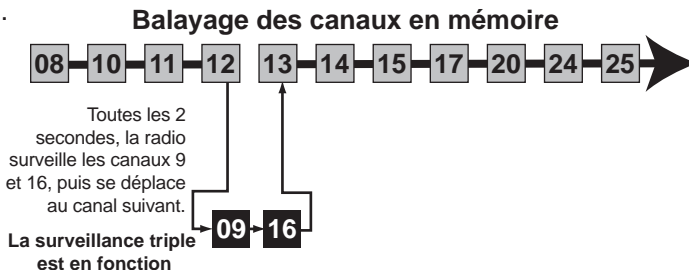 Balayage des canaux en mémoire
08 10 11 12 13 14 15 17 20 24 25
Toutes les 2
secondes, la radio
surveille les canaux 9
et 16, puis se déplace
au canal suivant.
09 16
La surveillance triple
est en fonction